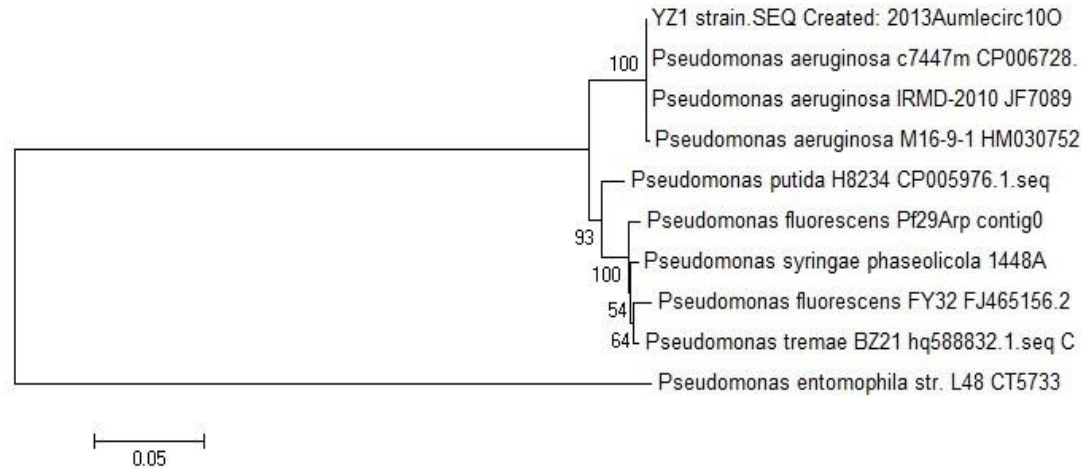 YZ1 strain.SEQ Created: 2013Aumlecirc10O
100
Pseudomonas aeruginosa c7447m CP006728.
Pseudomonas aeruginosa IRMD-2010 JF7089
Pseudomonas aeruginosa M16-9-1 HM030752
Pseudomonas putida H8234 CP005976.1.seq
93
Pseudomonas fluorescens Pf29Arp contig0
100
Pseudomonas syringae phaseolicola 1448A
54
Pseudomonas fluorescens FY32 FJ465156.2
64
Pseudomonas tremae BZ21 hq588832.1.seq C
Pseudomonas entomophila str. L48 CT5733
0.05